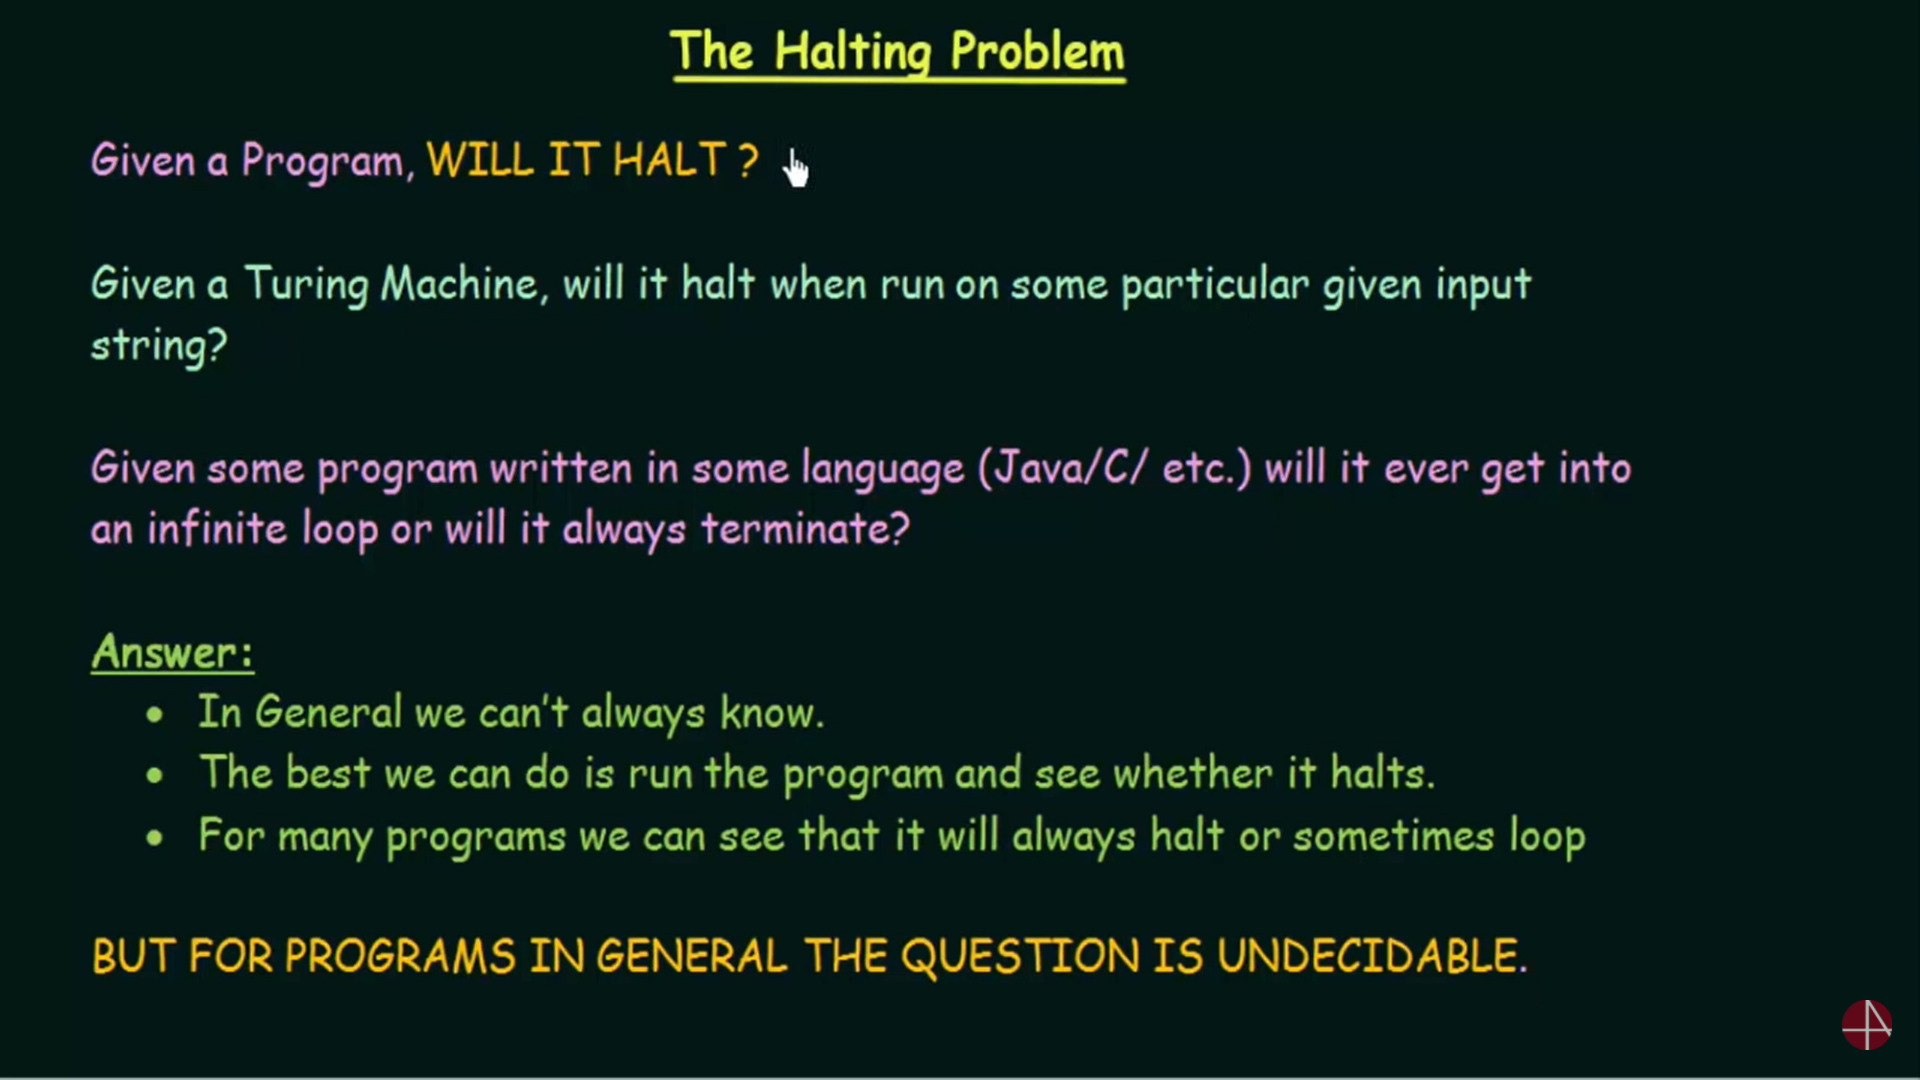 The Halting Problem
Given a Program, WILL IT HALT ?
Given a Turing Machine, will it halt when run on some particular given input
string?
Given some program written in some language (Java/C/ etc.) will it ever get into
an infinite loop or will it always terminate?
Answer:
• In General we can't always know.
• The best we can do is run the program and see whether it halts.
• For many programs we can see that it will always halt or sometimes loop
BUT FOR PROGRAMS IN GENERAL THE QUESTION IS UNDECIDABLE.